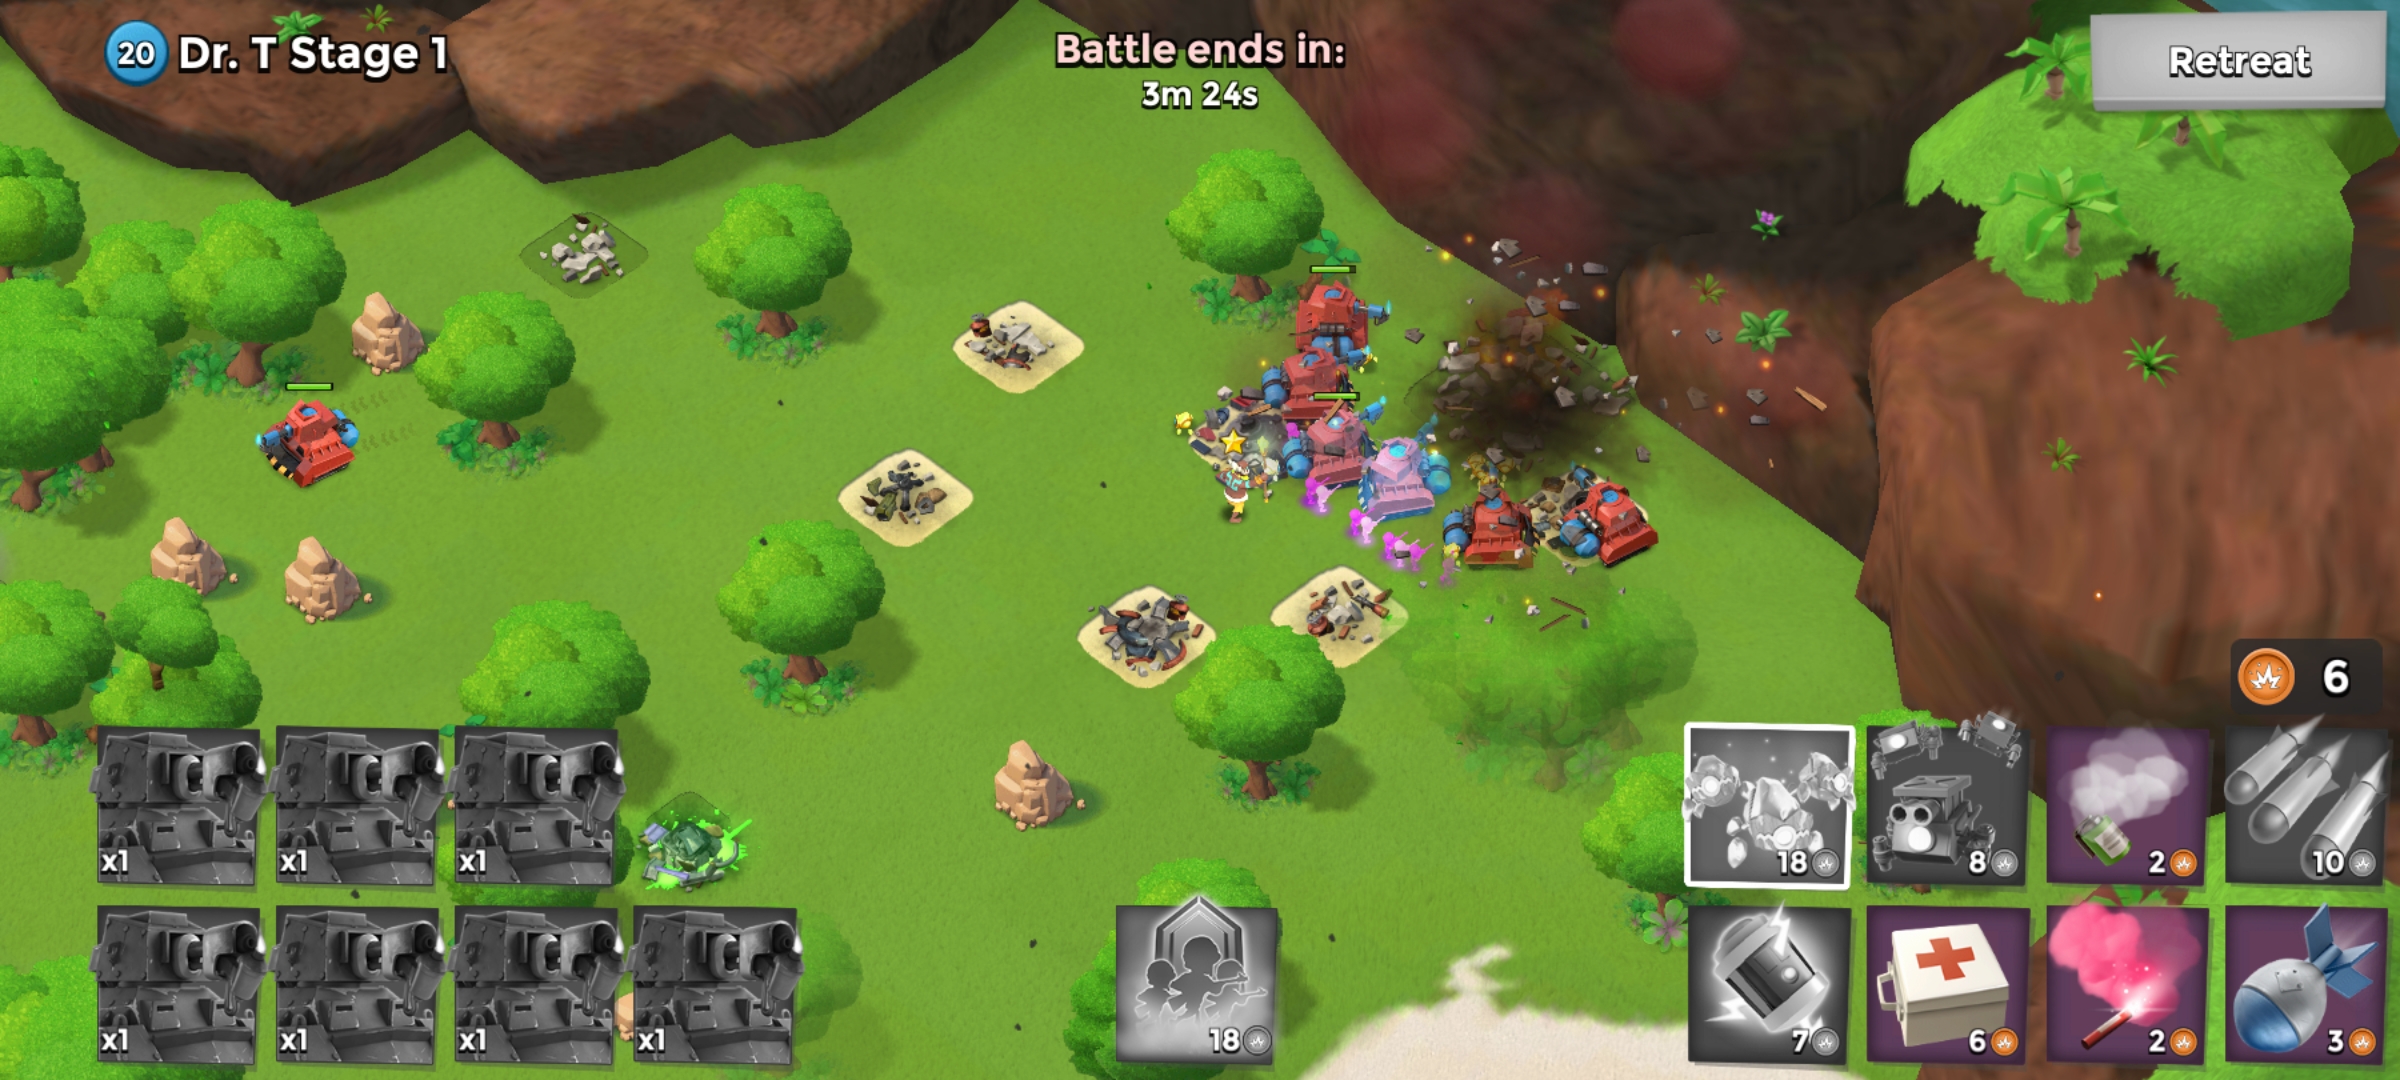 20 Dr. T Stage 1
Battle ends in:
3m 24s
Retreat
6
x1
x1
x1
18
8
2
10
x1
x1
x1
x1
18
7
6
2
3